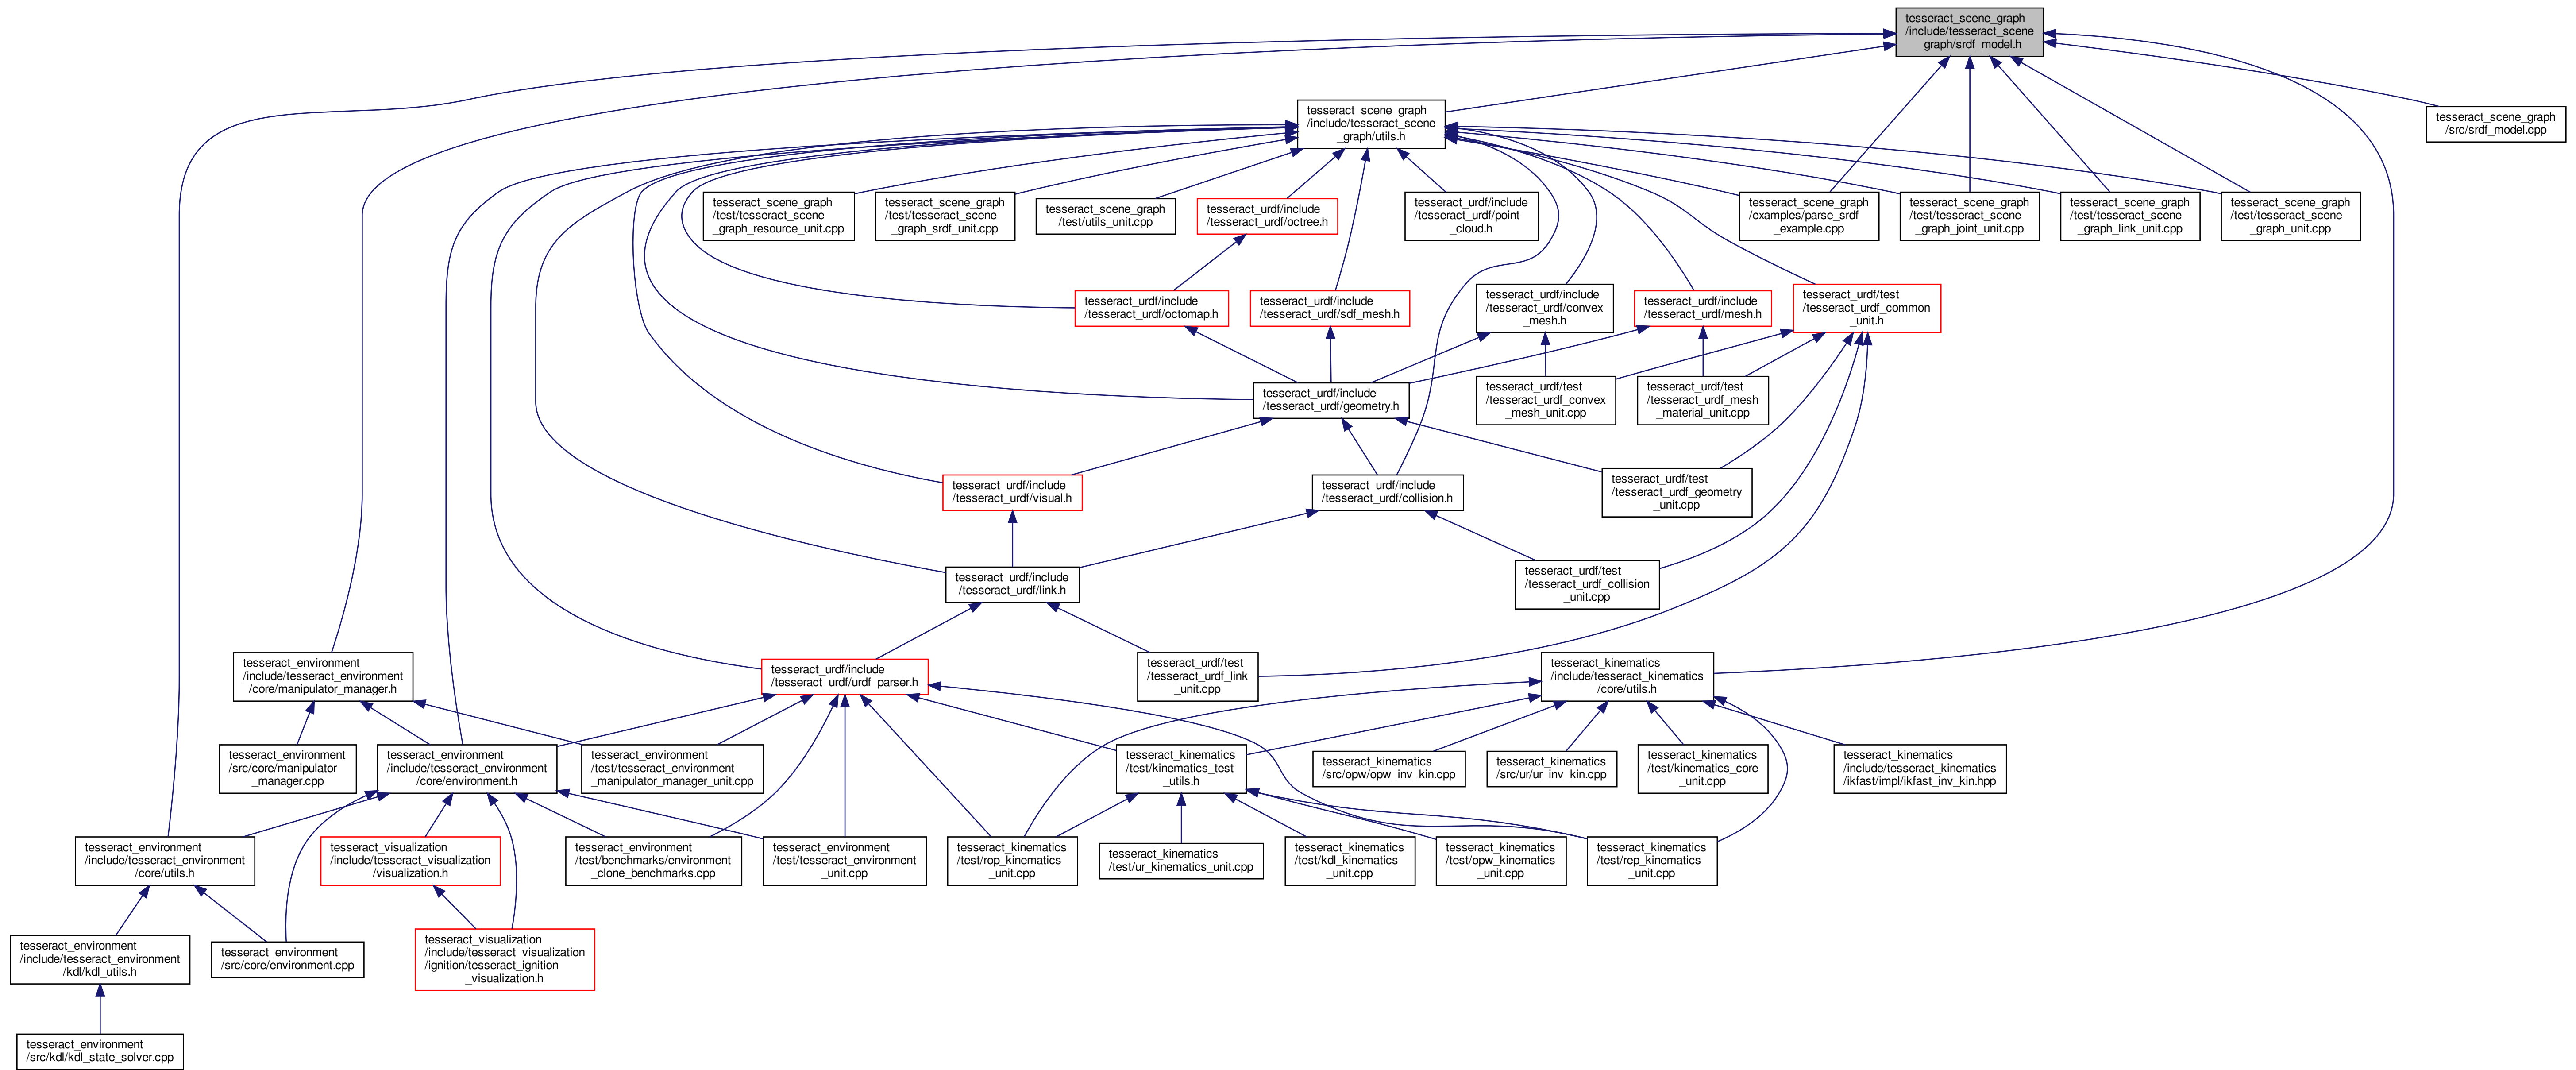 tesseract_scene_graph
/include/tesseract_scene
_graph/srdf_model.h
tesseract_scene_graph
/include/tesseract_scene
_graph/utils.h
tesseract_scene_graph
/src/srdf_model.cpp
tesseract_scene_graph
/test/tesseract_scene
_graph_resource_unit.cpp
tesseract_scene_graph
/test/tesseract_scene
_graph_srdf_unit.cpp
tesseract_scene_graph
/test/utils_unit.cpp
tesseract_urdf/include
/tesseract_urdf/octree.h
tesseract_urdf/include
/tesseract_urdf/point
_cloud.h
tesseract_scene_graph
/examples/parse_srdf
_example.cpp
tesseract_scene_graph
/test/tesseract_scene
_graph_joint_unit.cpp
tesseract_scene_graph
/test/tesseract_scene
_graph_link_unit.cpp
tesseract_scene_graph
/test/tesseract_scene
_graph_unit.cpp
tesseract_urdf/include
/tesseract_urdf/octomap.h
tesseract_urdf/include
/tesseract_urdf/sdf_mesh.h
tesseract_urdf/include
/tesseract_urdf/convex
_mesh.h
tesseract_urdf/include
/tesseract_urdf/mesh.h
tesseract_urdf/test
/tesseract_urdf_common
_unit.h
tesseract_urdf/include
/tesseract_urdf/geometry.h
tesseract_urdf/test
/tesseract_urdf_convex
_mesh_unit.cpp
tesseract_urdf/test
/tesseract_urdf_mesh
_material_unit.cpp
tesseract_urdf/include
/tesseract_urdf/visual.h
tesseract_urdf/include
/tesseract_urdf/collision.h
tesseract_urdf/test
/tesseract_urdf_geometry
_unit.cpp
tesseract_urdf/include
/tesseract_urdf/link.h
tesseract_urdf/test
/tesseract_urdf_collision
_unit.cpp
tesseract_environment
/include/tesseract_environment
/core/manipulator_manager.h
tesseract_urdf/include
/tesseract_urdf/urdf_parser.h
tesseract_urdf/test
/tesseract_urdf_link
_unit.cpp
tesseract_kinematics
/include/tesseract_kinematics
/core/utils.h
tesseract_environment
/src/core/manipulator
_manager.cpp
tesseract_environment
/include/tesseract_environment
/core/environment.h
tesseract_environment
/test/tesseract_environment
_manipulator_manager_unit.cpp
tesseract_kinematics
/test/kinematics_test
_utils.h
tesseract_kinematics
/src/opw/opw_inv_kin.cpp
tesseract_kinematics
/src/ur/ur_inv_kin.cpp
tesseract_kinematics
/test/kinematics_core
_unit.cpp
tesseract_kinematics
/include/tesseract_kinematics
/ikfast/impl/ikfast_inv_kin.hpp
tesseract_environment
/include/tesseract_environment
/core/utils.h
tesseract_visualization
/include/tesseract_visualization
/visualization.h
tesseract_environment
/test/benchmarks/environment
_clone_benchmarks.cpp
tesseract_environment
/test/tesseract_environment
_unit.cpp
tesseract_kinematics
/test/rop_kinematics
_unit.cpp
tesseract_kinematics
/test/ur_kinematics_unit.cpp
tesseract_kinematics
/test/kdl_kinematics
_unit.cpp
tesseract_kinematics
/test/opw_kinematics
_unit.cpp
tesseract_kinematics
/test/rep_kinematics
_unit.cpp
tesseract_environment
/include/tesseract_environment
/kdl/kdl_utils.h
tesseract_environment
/src/core/environment.cpp
tesseract_visualization
/include/tesseract_visualization
/ignition/tesseract_ignition
_visualization.h
tesseract_environment
/src/kdl/kdl_state_solver.cpp